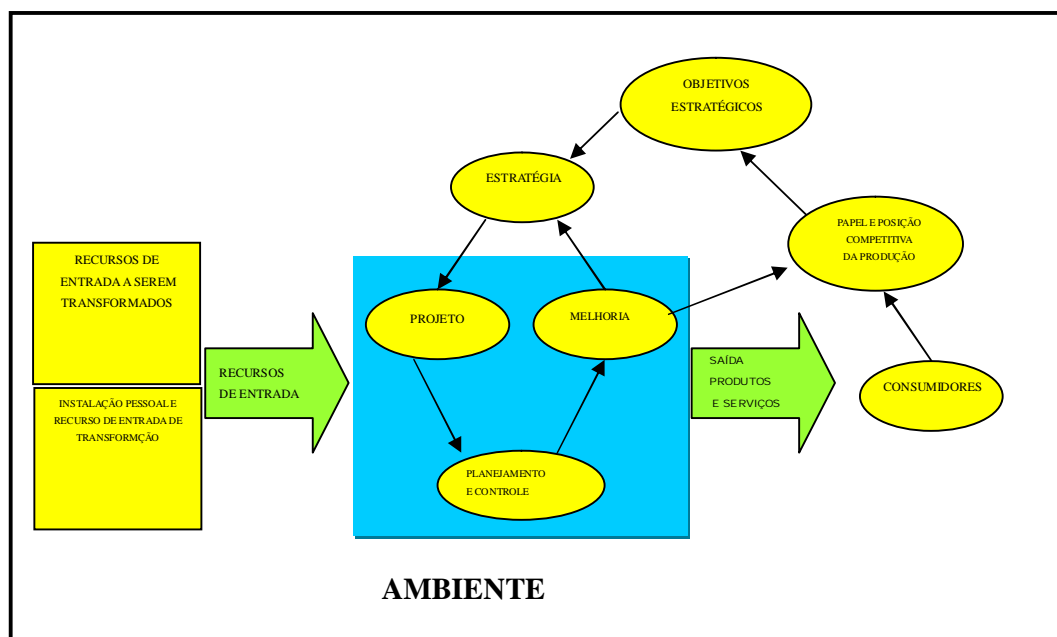 OBJETIVOS
ESTRATÉGICOS
ESTRATÉGIA
PAPEL E POSIÇÃO
COMPETITIVA
DA PRODUÇÃO
RECURSOS DE
ENTRADA A SEREM
TRANSFORMADOS
PROJETO
MELHORIA
RECURSOS
DE ENTRADA
SAÍDA
PRODUTOS
E SERVIÇOS
CONSUMIDORES
INSTALAÇÃO PESSOAL E
RECURSO DE ENTRADA DE
TRANSFORMÇÃO
PLANEJAMENTO
E CONTROLE
AMBIENTE